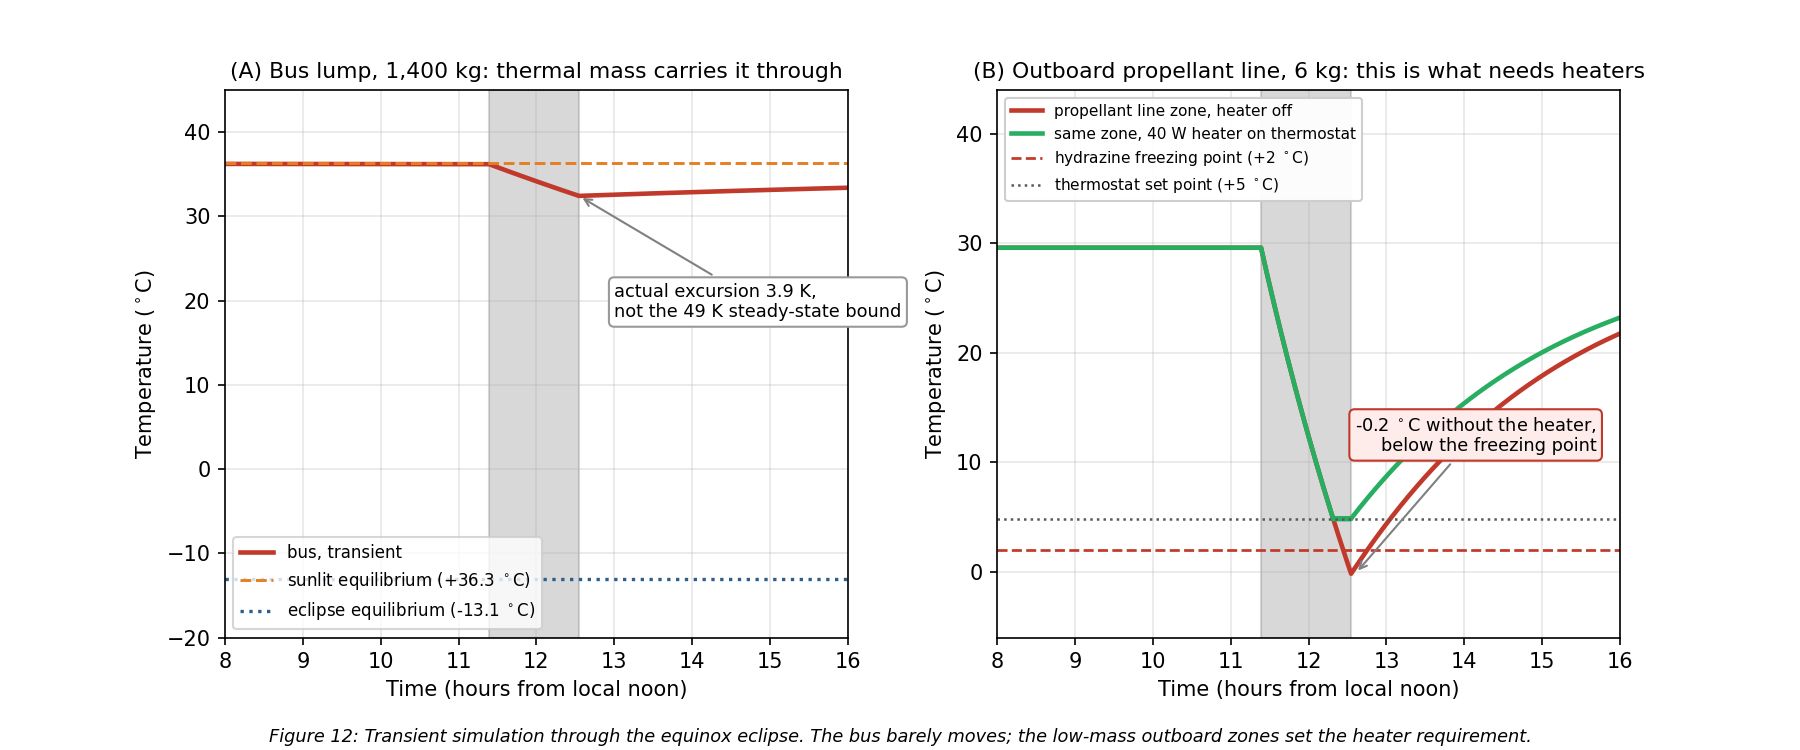 (A) Bus lump, 1,400 kg: thermal mass carries it through
40
30
20
10
0
−10
−20
Temperature (°C)
actual excursion 3.9 K,
not the 49 K steady-state bound
bus, transient
sunlit equilibrium (+36.3 °C)
eclipse equilibrium (-13.1 °C)
8 9 10 11 12 13 14 15 16
Time (hours from local noon)
(B) Outboard propellant line, 6 kg: this is what needs heaters
propellant line zone, heater off
same zone, 40 W heater on thermostat
hydrazine freezing point (+2 °C)
thermostat set point (+5 °C)
40
30
20
10
0
Temperature (°C)
-0.2 °C without the heater,
below the freezing point
8 9 10 11 12 13 14 15 16
Time (hours from local noon)
Figure 12: Transient simulation through the equinox eclipse. The bus barely moves; the low-mass outboard zones set the heater requirement.